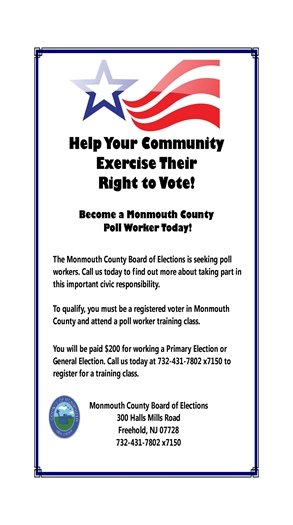 Help Your Community
Exercise Their
Right to Vote!
Become a Monmouth County
Poll Worker Today!
The Monmouth County Board of Elections is seeking poll
workers. Call us today to find out more about taking part in
this important civic responsibility.
To qualify, you must be a registered voter in Monmouth
County and attend a poll worker training class.
You will be paid $200 for working a Primary Election or
General Election. Call us today at 732-431-7802 x7150 to
register for a training class.
Monmouth County Board of Elections
300 Halls Mills Road
Freehold, NJ 07728
732-431-7802 x7150